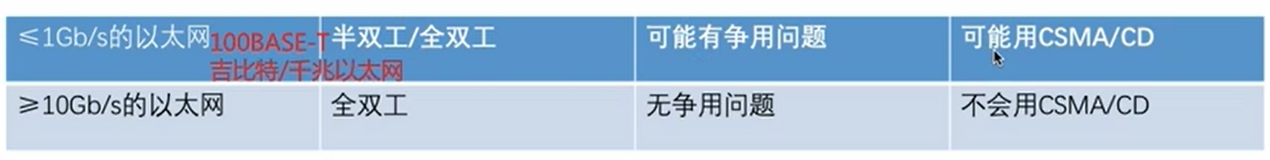 ≤1Gb/s的以太网 100BASE-T 半双工/全双工 可能有争用问题 可能用CSMA/CD
吉比特/千兆以太网
≥10Gb/s的以太网 全双工 无争用问题 不会用CSMA/CD